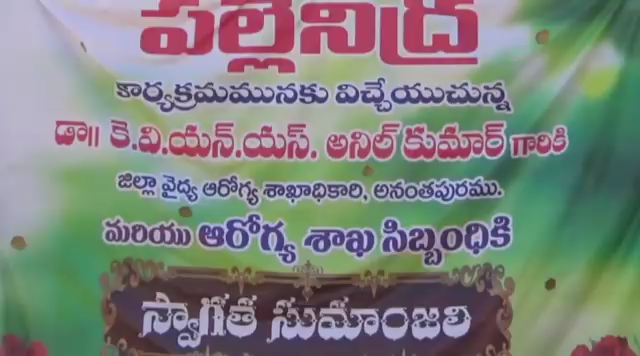 పల్లెనిద్ర
కార్యక్రమమునకు విచ్చేయుచున్న
డా॥ కె.వి.యన్.యస్. అనిల్ కుమార్ గారికి
జిల్లా వైద్య ఆరోగ్య శాఖాధికారి, అనంతపురము.
మరియు ఆరోగ్య శాఖ సిబ్బంధికి
స్వాగత సుమాంజలి